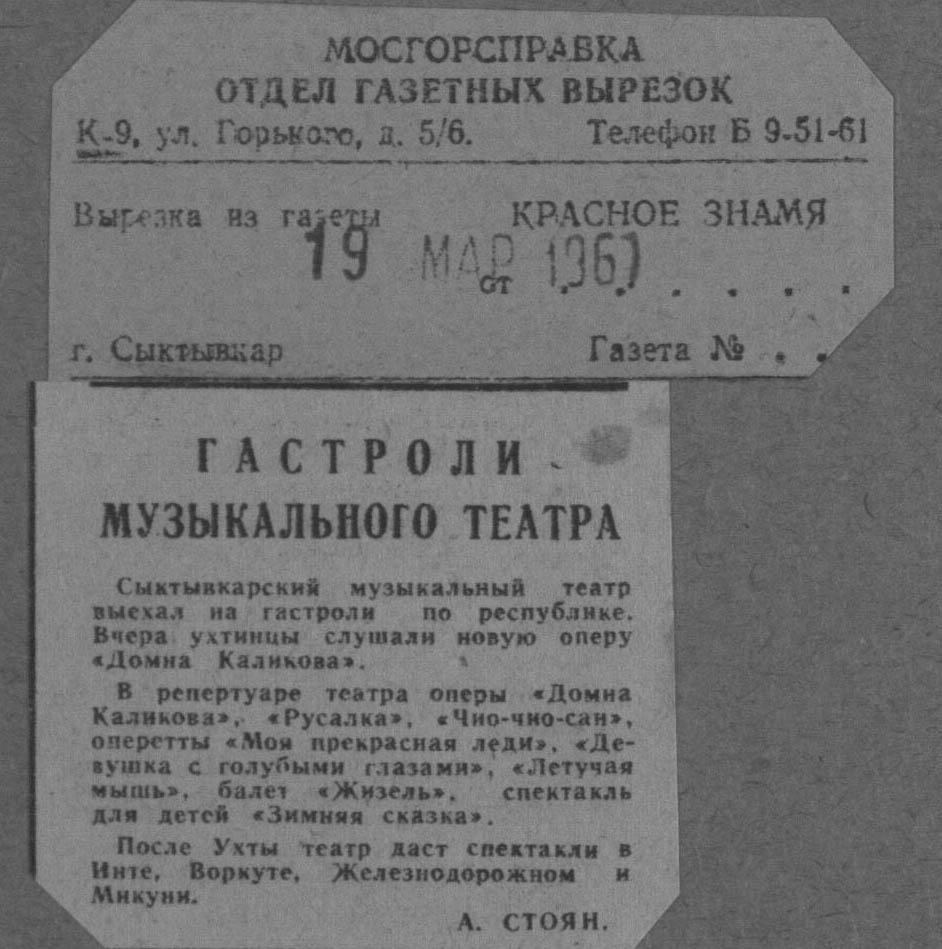 МОСГОРСПРАВКА
ОТДЕЛ ГАЗЕТНЫХ ВЫРЕЗОК
К-9, ул. Горького, д. 5/6. Телефон Б 9-51-61
Вырезка из газеты КРАСНОЕ ЗНАМЯ
19 МАР
от . . . . . .
г. Сыктывкар Газета № . .
ГАСТРОЛИ
МУЗЫКАЛЬНОГО ТЕАТРА
Сыктывкарский музыкальный театр
выехал на гастроли по республике.
Вчера ухтинцы слушали новую оперу
«Домна Каликова».
В репертуаре театра оперы «Домна
Каликова», «Русалка», «Чио-чио-сан»,
оперетты «Моя прекрасная леди», «Де-
вушка с голубыми глазами», «Летучая
мышь», балет «Жизель», спектакль
для детей «Зимняя сказка».
После Ухты театр даст спектакли в
Инте, Воркуте, Железнодорожном и
Микуни.
А. СТОЯН.